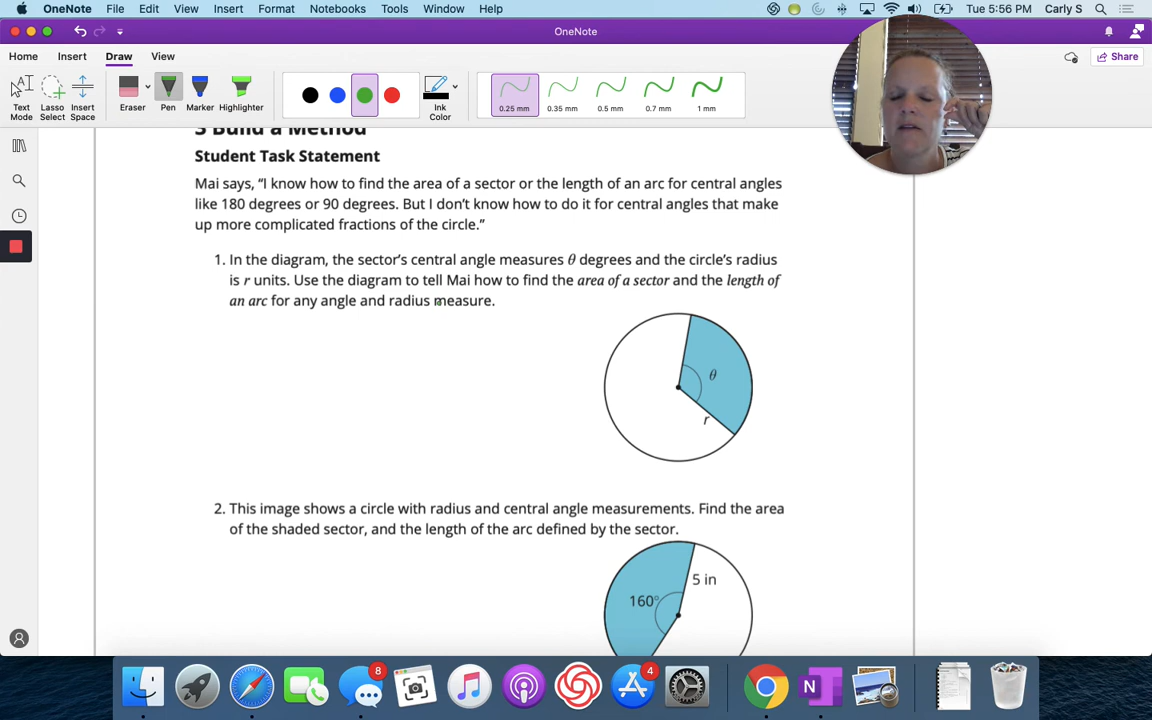 OneNote File Edit View Insert Format Notebooks Tools Window Help Tue 5:56 PM Carly S
OneNote
Home Insert Draw View Share
Text Mode
Lasso Select
Insert Space
Eraser
Pen
Marker
Highlighter
Ink Color
0.25 mm
0.35 mm
0.5 mm
0.7 mm
1 mm
3 Build a Method
Student Task Statement
Mai says, “I know how to find the area of a sector or the length of an arc for central angles
like 180 degrees or 90 degrees. But I don’t know how to do it for central angles that make
up more complicated fractions of the circle.”
1. In the diagram, the sector’s central angle measures θ degrees and the circle’s radius
is r units. Use the diagram to tell Mai how to find the area of a sector and the length of
an arc for any angle and radius measure.
θ
r
2. This image shows a circle with radius and central angle measurements. Find the area
of the shaded sector, and the length of the arc defined by the sector.
5 in
160°
8
4